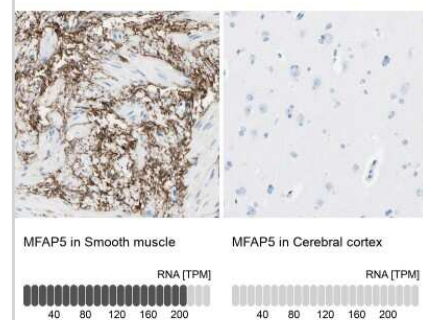 MFAP5 in Smooth muscle
MFAP5 in Cerebral cortex
RNA [TPM]
RNA [TPM]
40 80 120 160 200
40 80 120 160 200